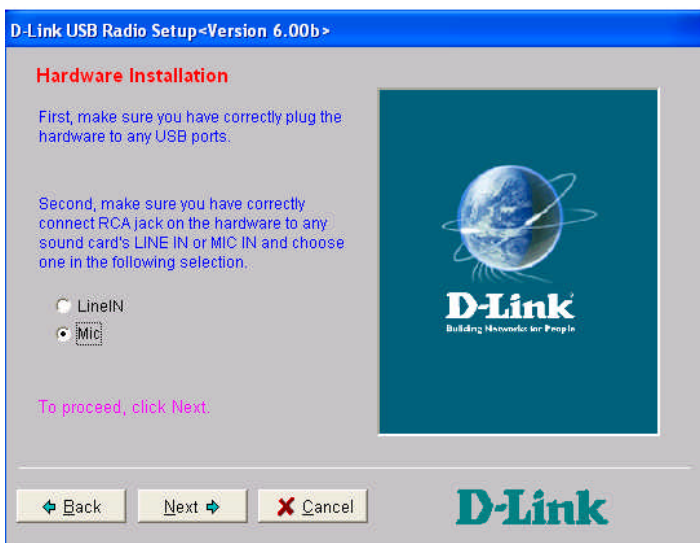 D-Link USB Radio Setup<Version 6.00b>
Hardware Installation
First, make sure you have correctly plug the
hardware to any USB ports.
Second, make sure you have correctly
connect RCA jack on the hardware to any
sound card's LINE IN or MIC IN and choose
one in the following selection.
LineIN
Mic
To proceed, click Next.
D-Link
Building Networks for People
Back
Next
Cancel
D-Link